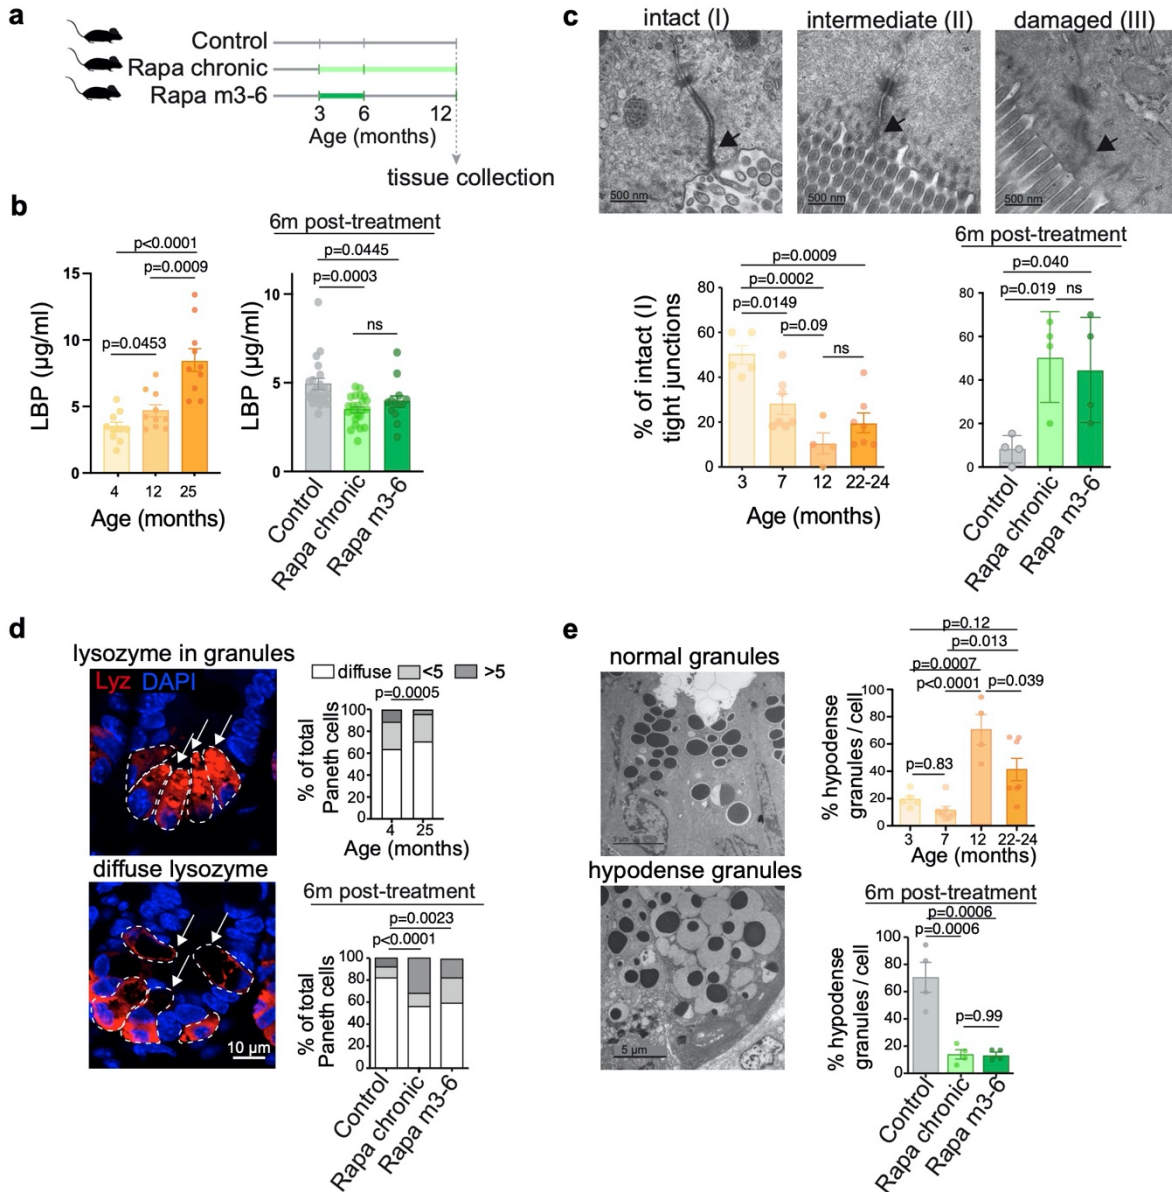 a
Control
Rapa chronic
Rapa m3-6
3 6 12
Age (months)
tissue collection
b
p<0.0001
p=0.0009
p=0.0453
LBP (µg/ml)
15
10
5
0
4 12 25
Age (months)
6m post-treatment
p=0.0445
p=0.0003
ns
LBP (µg/ml)
10
5
0
Control
Rapa chronic
Rapa m3-6
c
intact (I)
intermediate (II)
damaged (III)
500 nm
500 nm
500 nm
p=0.0009
p=0.0002
p=0.0149
p=0.09
ns
% of intact (I)
tight junctions
80
60
40
20
0
3 7 12 22-24
Age (months)
6m post-treatment
p=0.040
p=0.019
ns
80
60
40
20
0
Control
Rapa chronic
Rapa m3-6
d
lysozyme in granules
Lyz DAPI
diffuse lysozyme
10 µm
diffuse <5 >5
p=0.0005
% of total
Paneth cells
100
80
60
40
20
0
4 25
Age (months)
6m post-treatment
p=0.0023
p<0.0001
% of total
Paneth cells
100
80
60
40
20
0
Control
Rapa chronic
Rapa m3-6
e
normal granules
hypodense granules
5 µm
p=0.12
p=0.013
p=0.0007
p<0.0001
p=0.039
p=0.83
% hypodense
granules / cell
100
80
60
40
20
0
3 7 12 22-24
Age (months)
6m post-treatment
p=0.0006
p=0.0006
p=0.99
% hypodense
granules / cell
100
80
60
40
20
0
Control
Rapa chronic
Rapa m3-6